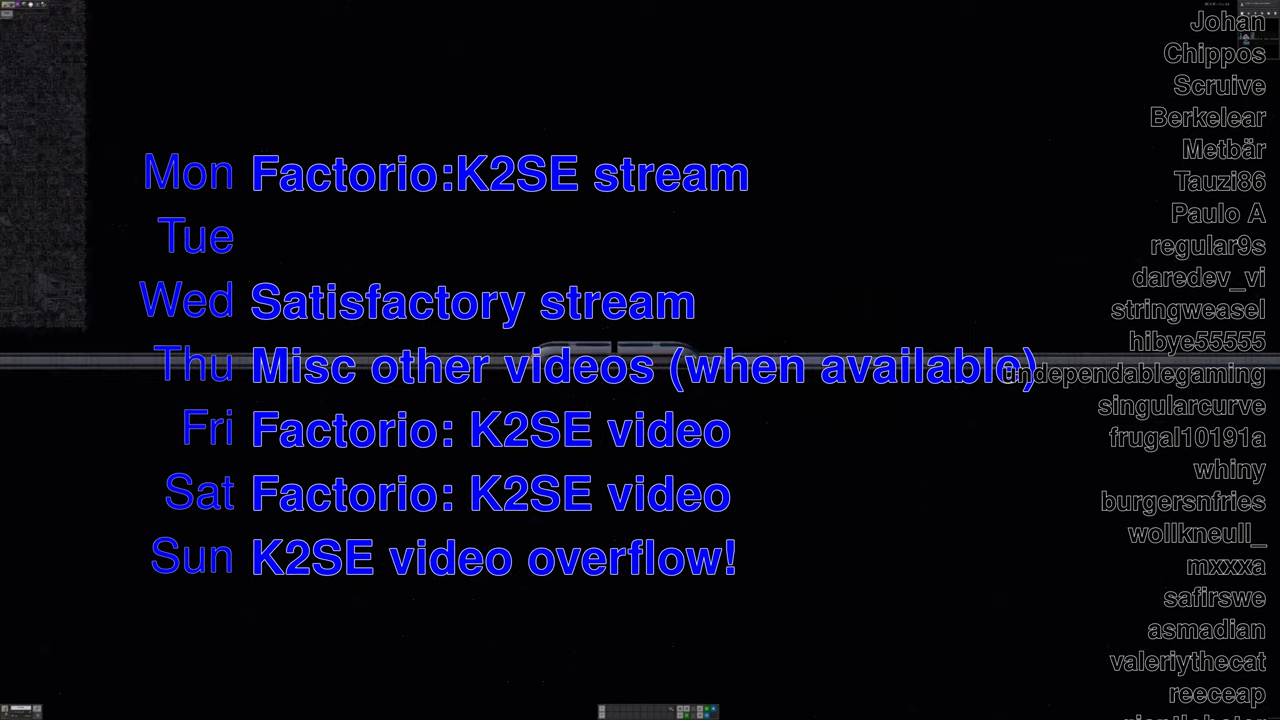 Mon Factorio:K2SE stream
Tue
Wed Satisfactory stream
Thu Misc other videos (when available)
Fri Factorio: K2SE video
Sat Factorio: K2SE video
Sun K2SE video overflow!
Johan
Chippos
Scruive
Berkelear
Metbär
Tauzi86
Paulo A
regular9s
daredev_vi
stringweasel
hibye55555
undependablegaming
singularcurve
frugal10191a
whiny
burgersnfries
wollkneull_
mxxxa
safirswe
asmadian
valeriythecat
reeceap